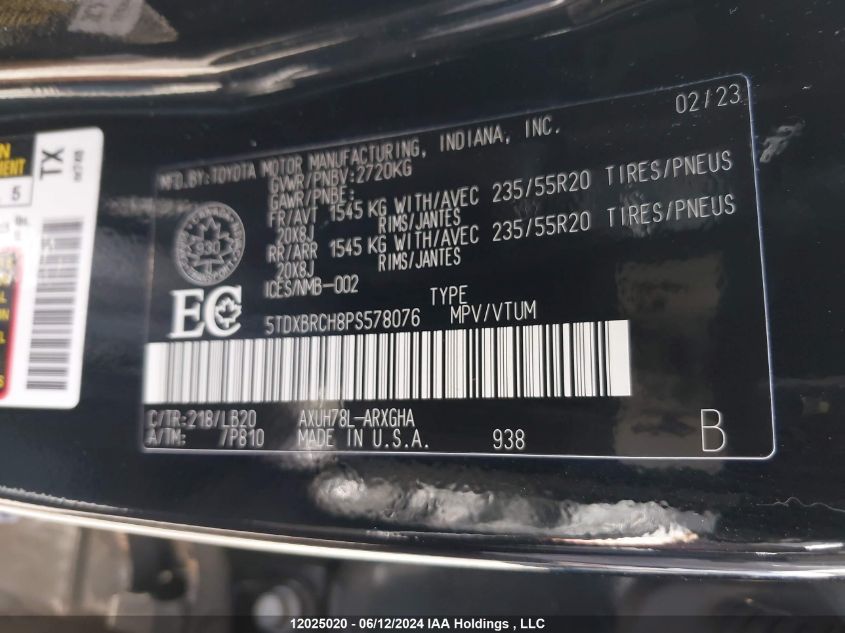 02/23
MFD.BY:TOYOTA MOTOR MANUFACTURING, INDIANA, INC.
GVWR/PNBV:2720KG
GAWR/PNBE:
FR/AVT 1545 KG WITH/AVEC 235/55R20 TIRES/PNEUS
20X8J RIMS/JANTES
RR/ARR 1545 KG WITH/AVEC 235/55R20 TIRES/PNEUS
20X8J RIMS/JANTES
ICES/NMB-002
930
EC
TYPE
5TDXBRCH8PS578076 MPV/VTUM
C/TR:218/LB20 AXUH78L-ARXGHA
A/TM: /P810 MADE IN U.S.A. 938 B
TX
5
12025020 - 06/12/2024 IAA Holdings , LLC